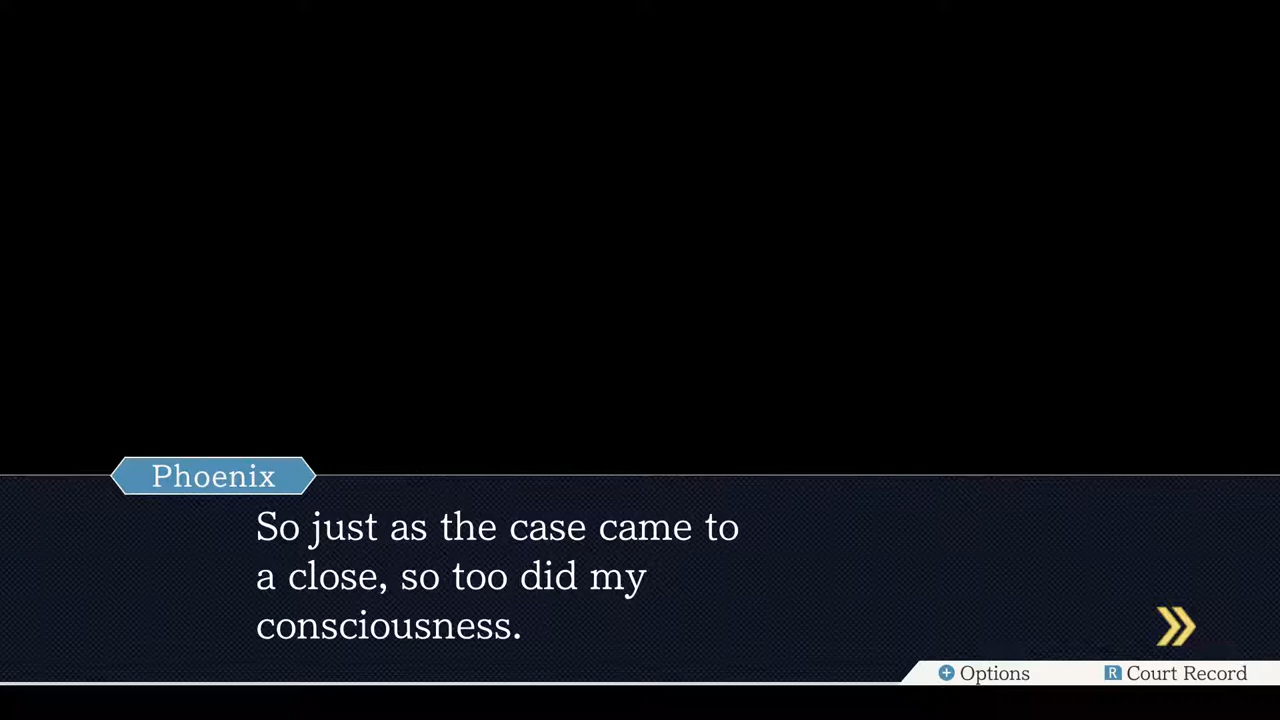 Phoenix
So just as the case came to
a close, so too did my
consciousness.
+ Options R Court Record